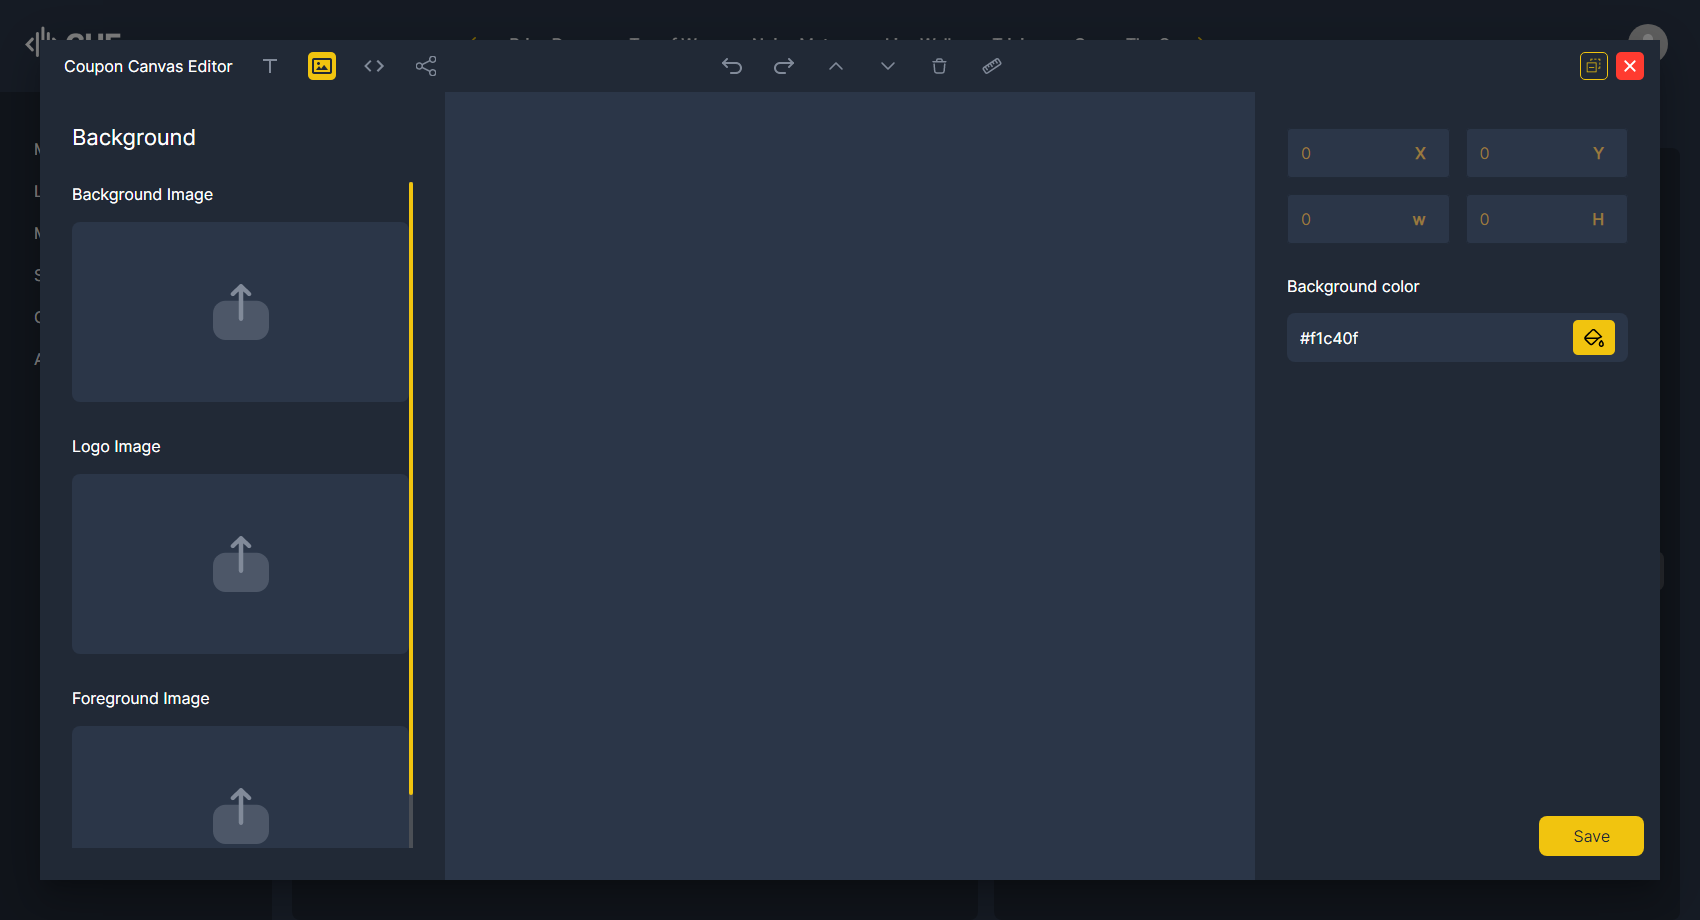 Coupon Canvas Editor
Background
Background Image
Logo Image
Foreground Image
0 X
0 Y
0 w
0 H
Background color
#f1c40f
Save